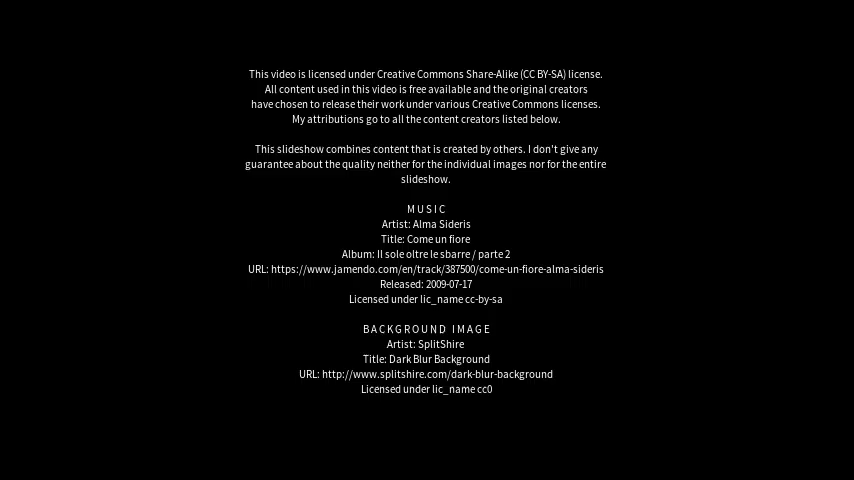 This video is licensed under Creative Commons Share-Alike (CC BY-SA) license.
All content used in this video is free available and the original creators
have chosen to release their work under various Creative Commons licenses.
My attributions go to all the content creators listed below.
This slideshow combines content that is created by others. I don't give any
guarantee about the quality neither for the individual images nor for the entire
slideshow.
MUSIC
Artist: Alma Sideris
Title: Come un fiore
Album: Il sole oltre le sbarre / parte 2
URL: https://www.jamendo.com/en/track/387500/come-un-fiore-alma-sideris
Released: 2009-07-17
Licensed under lic_name cc-by-sa
BACKGROUND IMAGE
Artist: SplitShire
Title: Dark Blur Background
URL: http://www.splitshire.com/dark-blur-background
Licensed under lic_name cc0